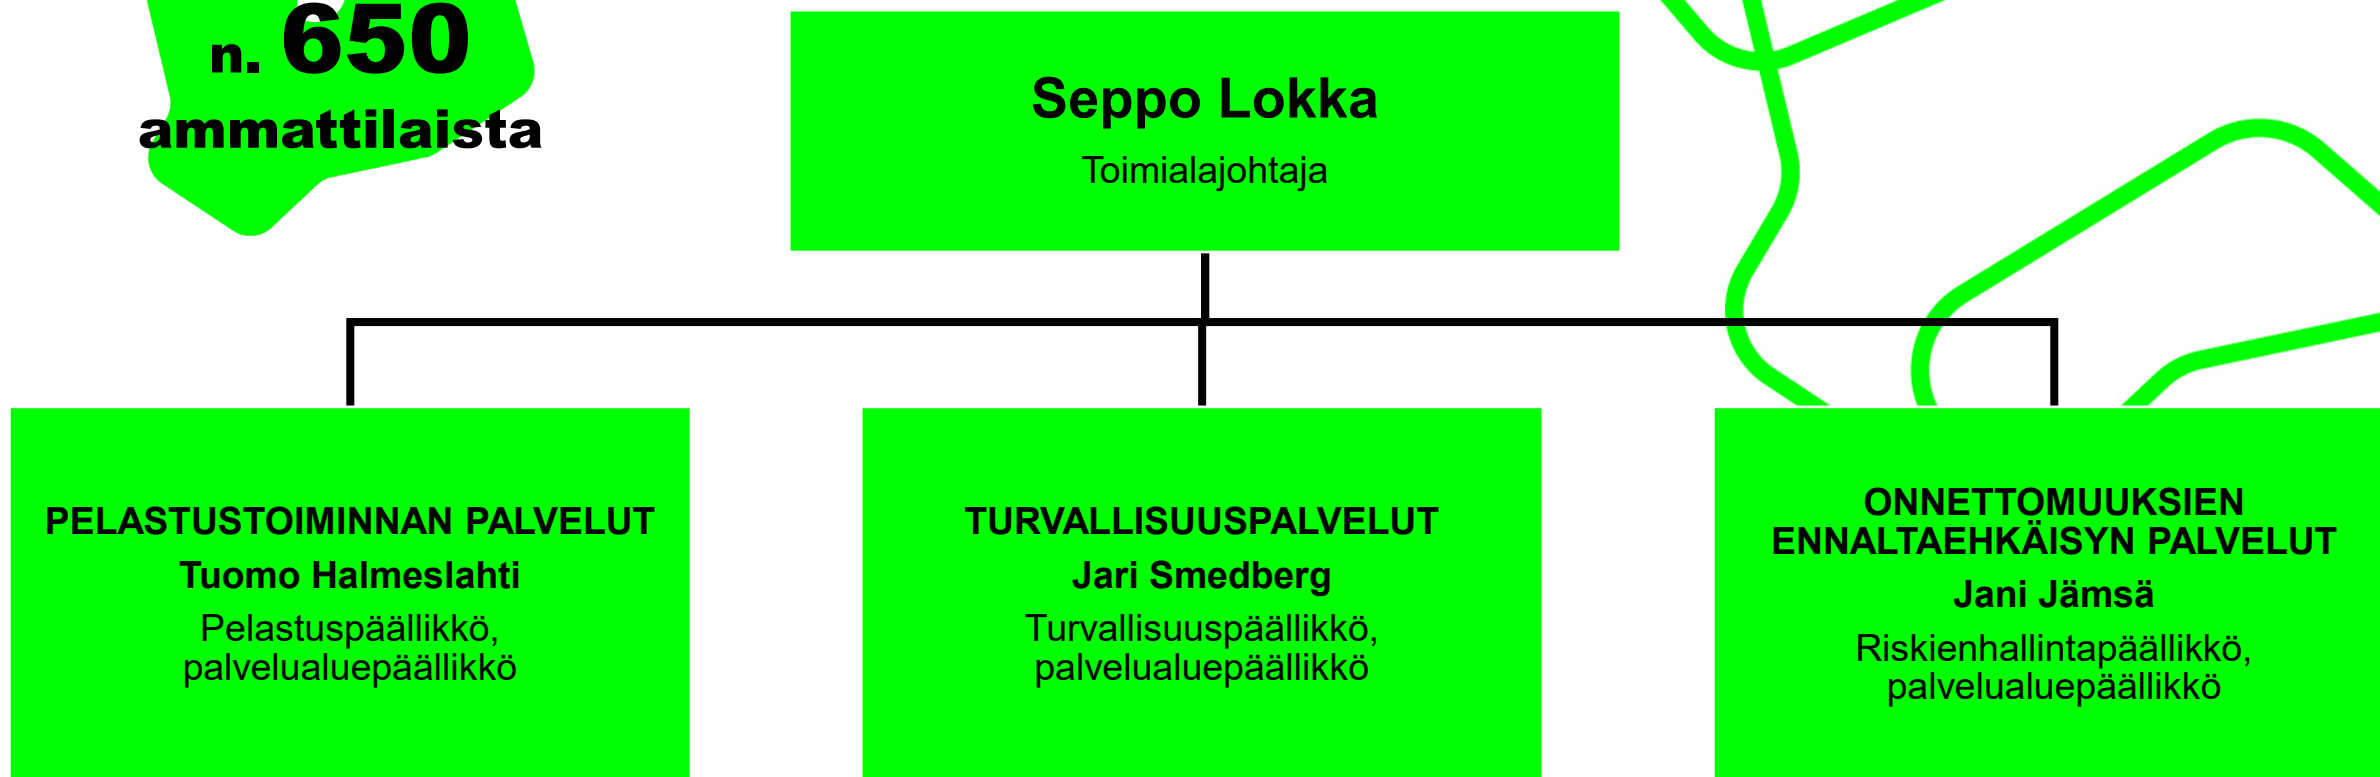 n. 650
ammattilaista
Seppo Lokka
Toimialajohtaja
PELASTUSTOIMINNAN PALVELUT
Tuomo Halmeslahti
Pelastuspäällikkö,
palvelualuepäällikkö
TURVALLISUUSPALVELUT
Jari Smedberg
Turvallisuuspäällikkö,
palvelualuepäällikkö
ONNETTOMUUKSIEN
ENNALTAEHKÄISYN PALVELUT
Jani Jämsä
Riskienhallintapäällikkö,
palvelualuepäällikkö